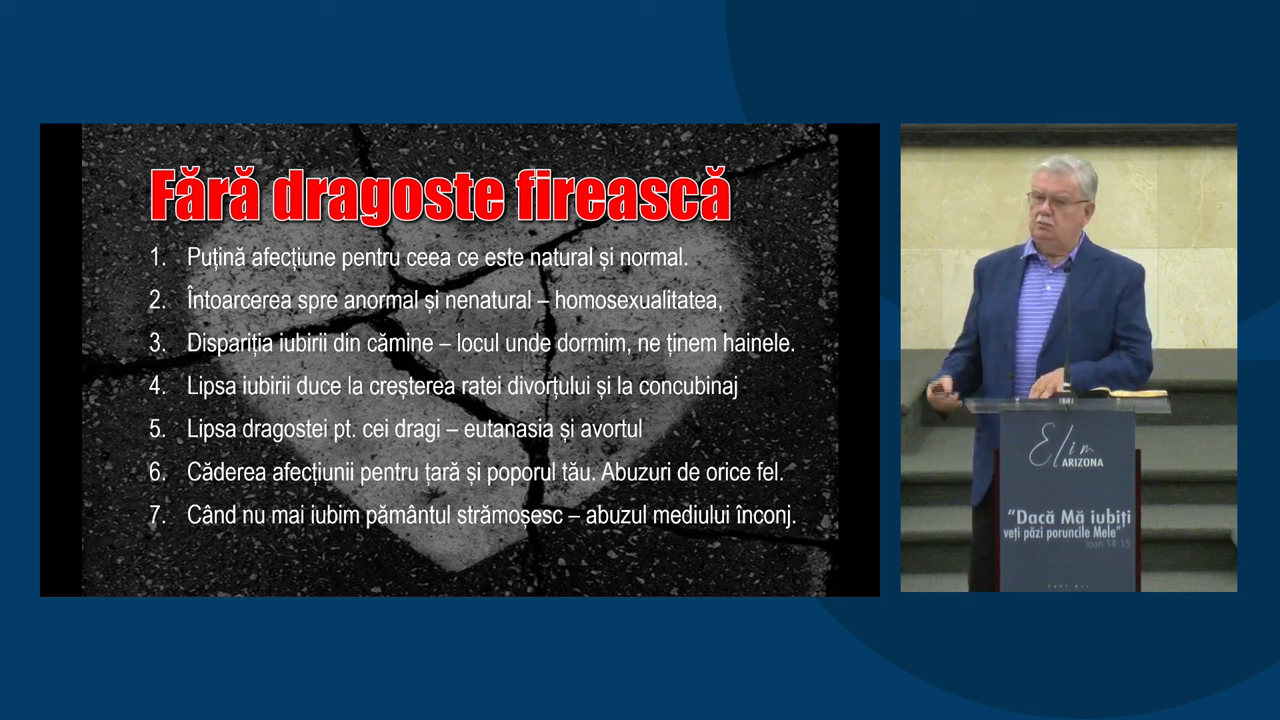 Fără dragoste firească
1. Puțină afecțiune pentru ceea ce este natural și normal.
2. Întoarcerea spre anormal și nenatural – homosexualitatea,
3. Dispariția iubirii din cămine – locul unde dormim, ne ținem hainele.
4. Lipsa iubirii duce la creșterea ratei divorțului și la concubinaj
5. Lipsa dragostei pt. cei dragi – eutanasia și avortul
6. Căderea afecțiunii pentru țară și poporul tău. Abuzuri de orice fel.
7. Când nu mai iubim pământul strămoșesc – abuzul mediului înconj.
Elim
ARIZONA
“Dacă Mă iubiți
veți păzi poruncile Mele”
Ioan 14:15